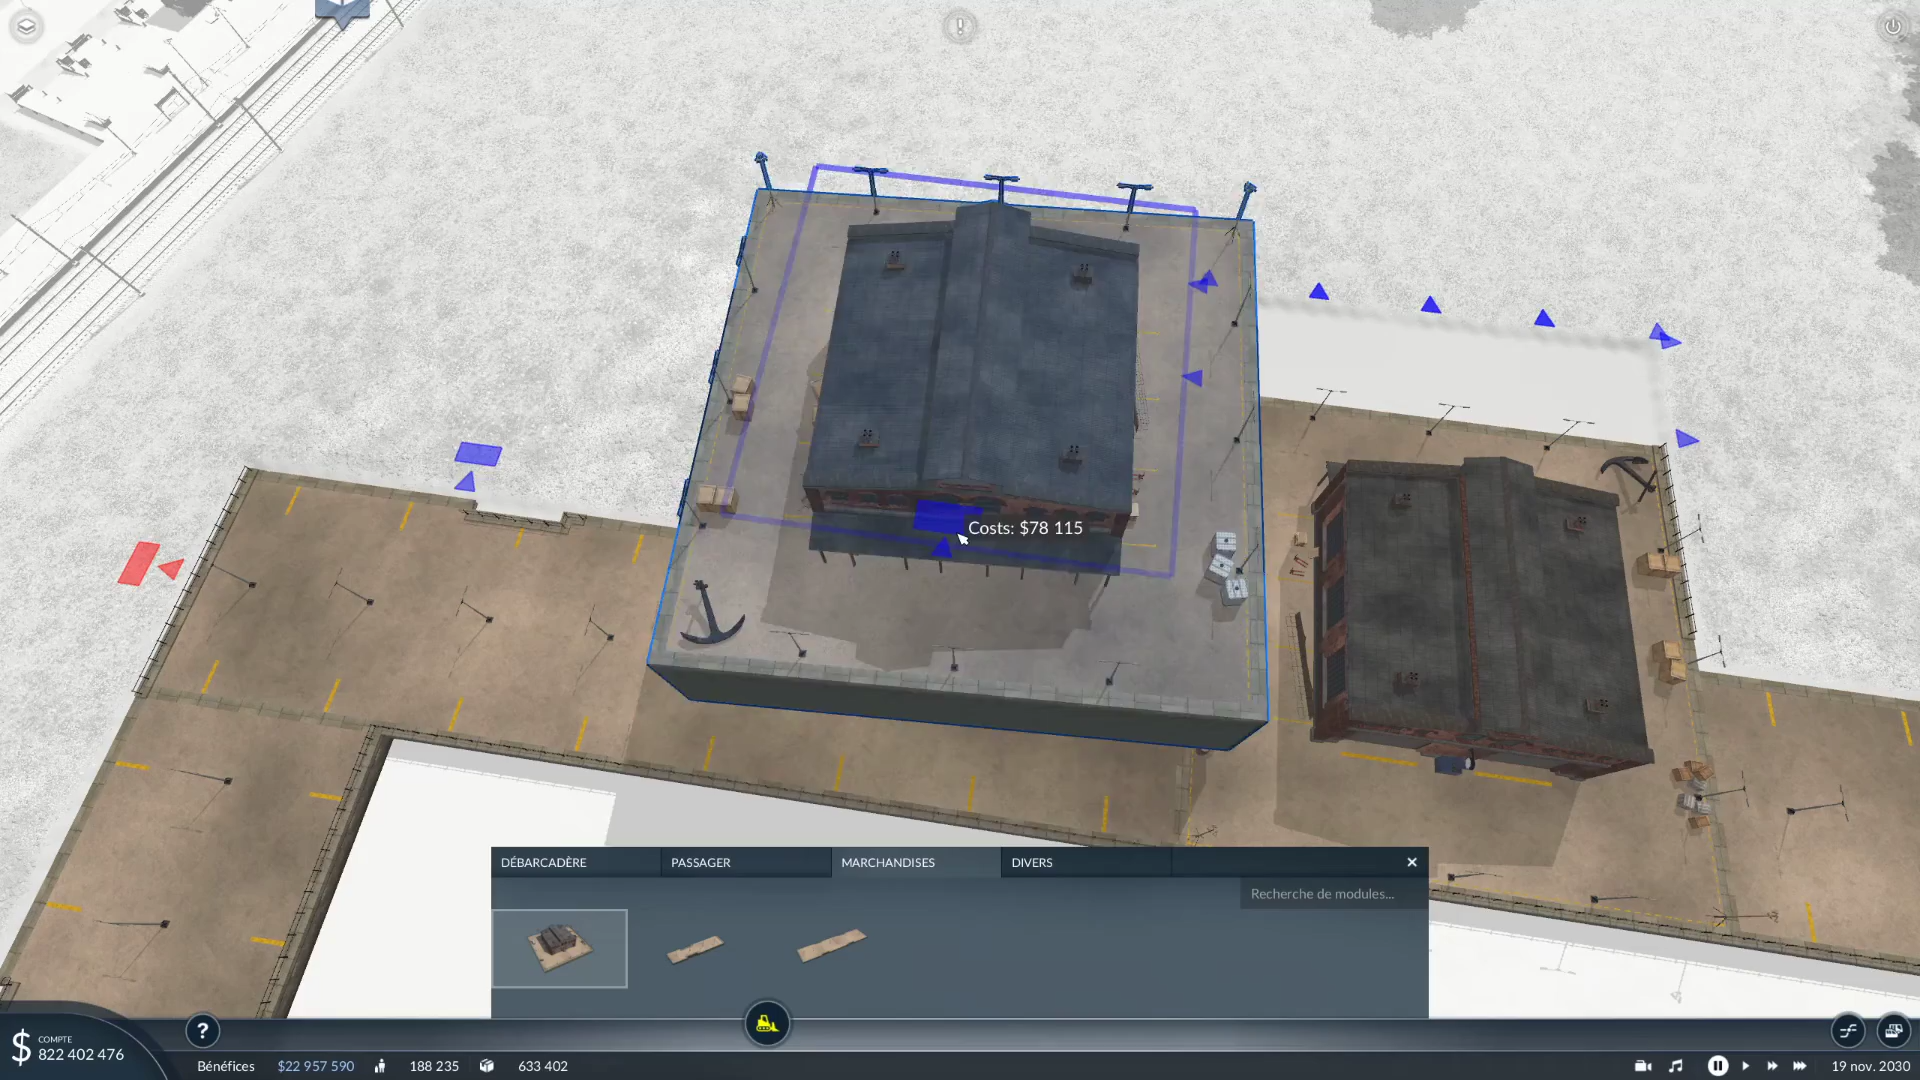 Costs: $78 115
DÉBARCADÈRE
PASSAGER
MARCHANDISES
DIVERS
Recherche de modules...
?
$
COMPTE
822 402 476
Bénéfices
$22 957 590
188 235
633 402
19 nov. 2030